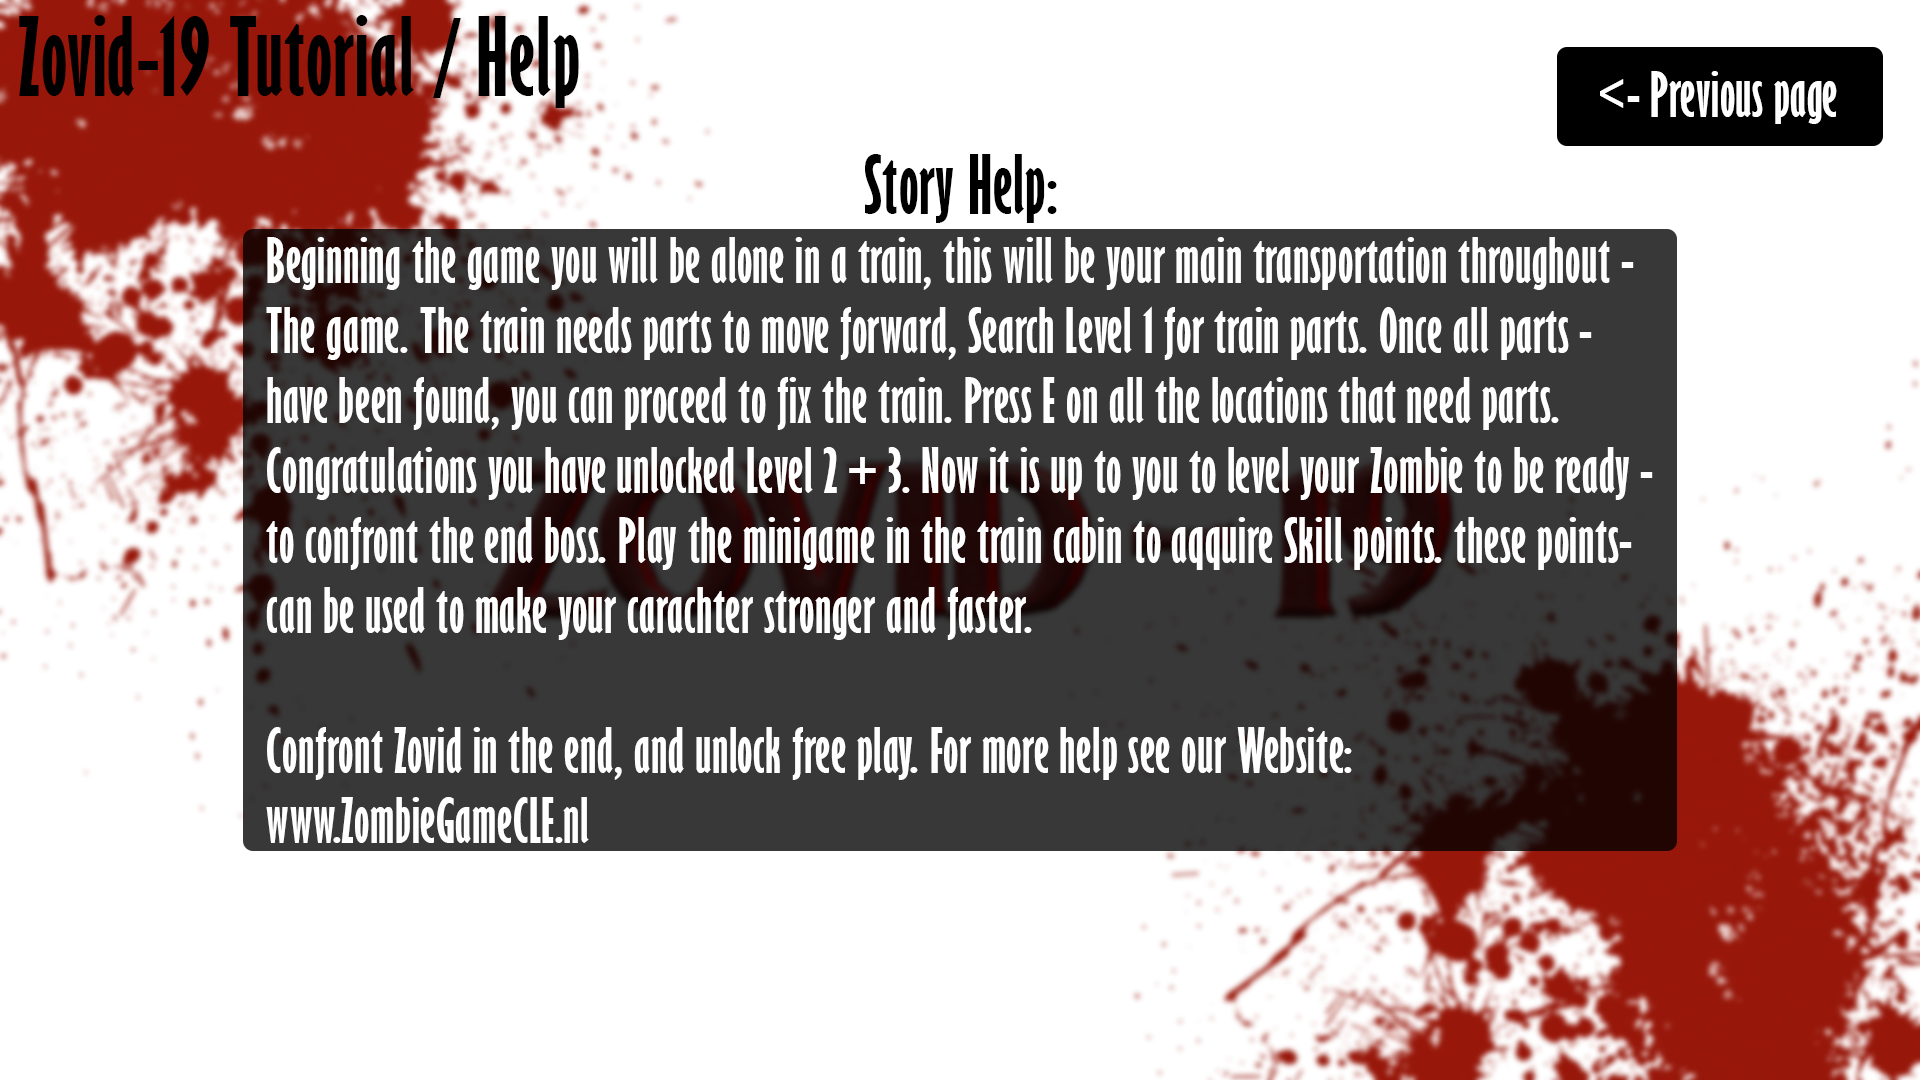 Zovid-19 Tutorial / Help
<- Previous page
Story Help:
Beginning the game you will be alone in a train, this will be your main transportation throughout -
The game. The train needs parts to move forward, Search Level 1 for train parts. Once all parts -
have been found, you can proceed to fix the train. Press E on all the locations that need parts.
Congratulations you have unlocked Level 2 + 3. Now it is up to you to level your Zombie to be ready -
to confront the end boss. Play the minigame in the train cabin to aqquire Skill points. these points-
can be used to make your carachter stronger and faster.
Confront Zovid in the end, and unlock free play. For more help see our Website:
www.ZombieGameCLE.nl
ZOVID - 19